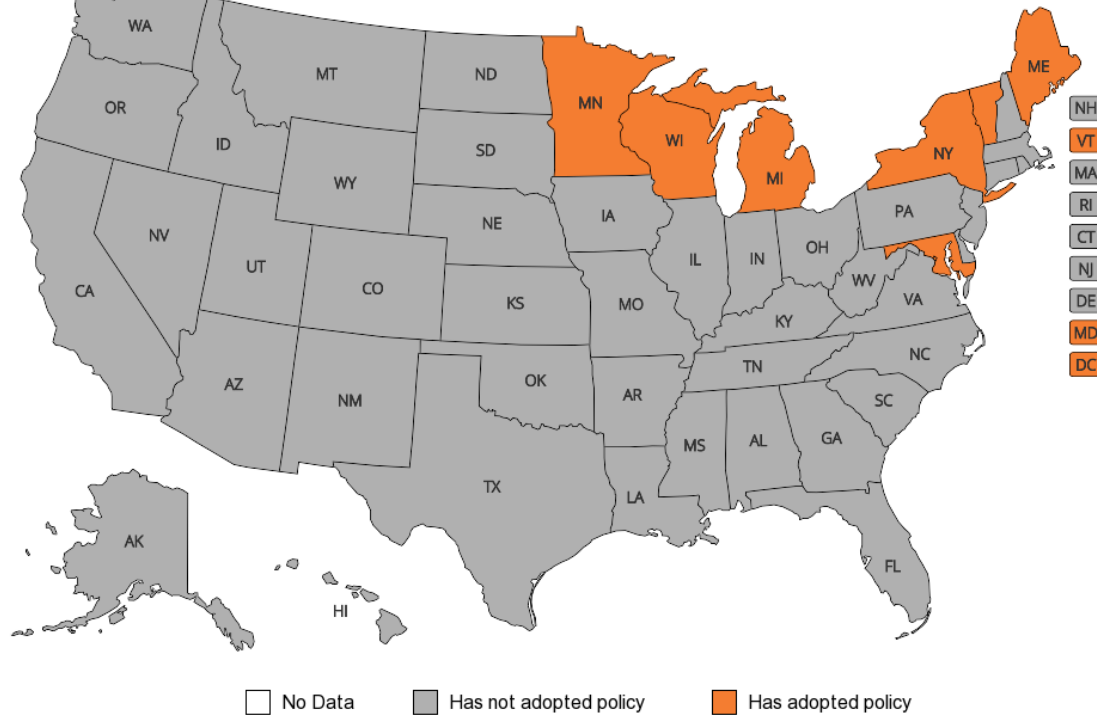 WA
MT
ND
MN
ME
OR
ID
SD
WI
NH
VT
NY
MI
WY
MA
RI
IA
PA
NE
NV
CT
UT
IL
IN
OH
NJ
CA
CO
WV
DE
KS
MO
VA
KY
MD
NC
DC
TN
AZ
OK
NM
AR
SC
MS
AL
GA
TX
LA
AK
FL
HI
No Data
Has not adopted policy
Has adopted policy